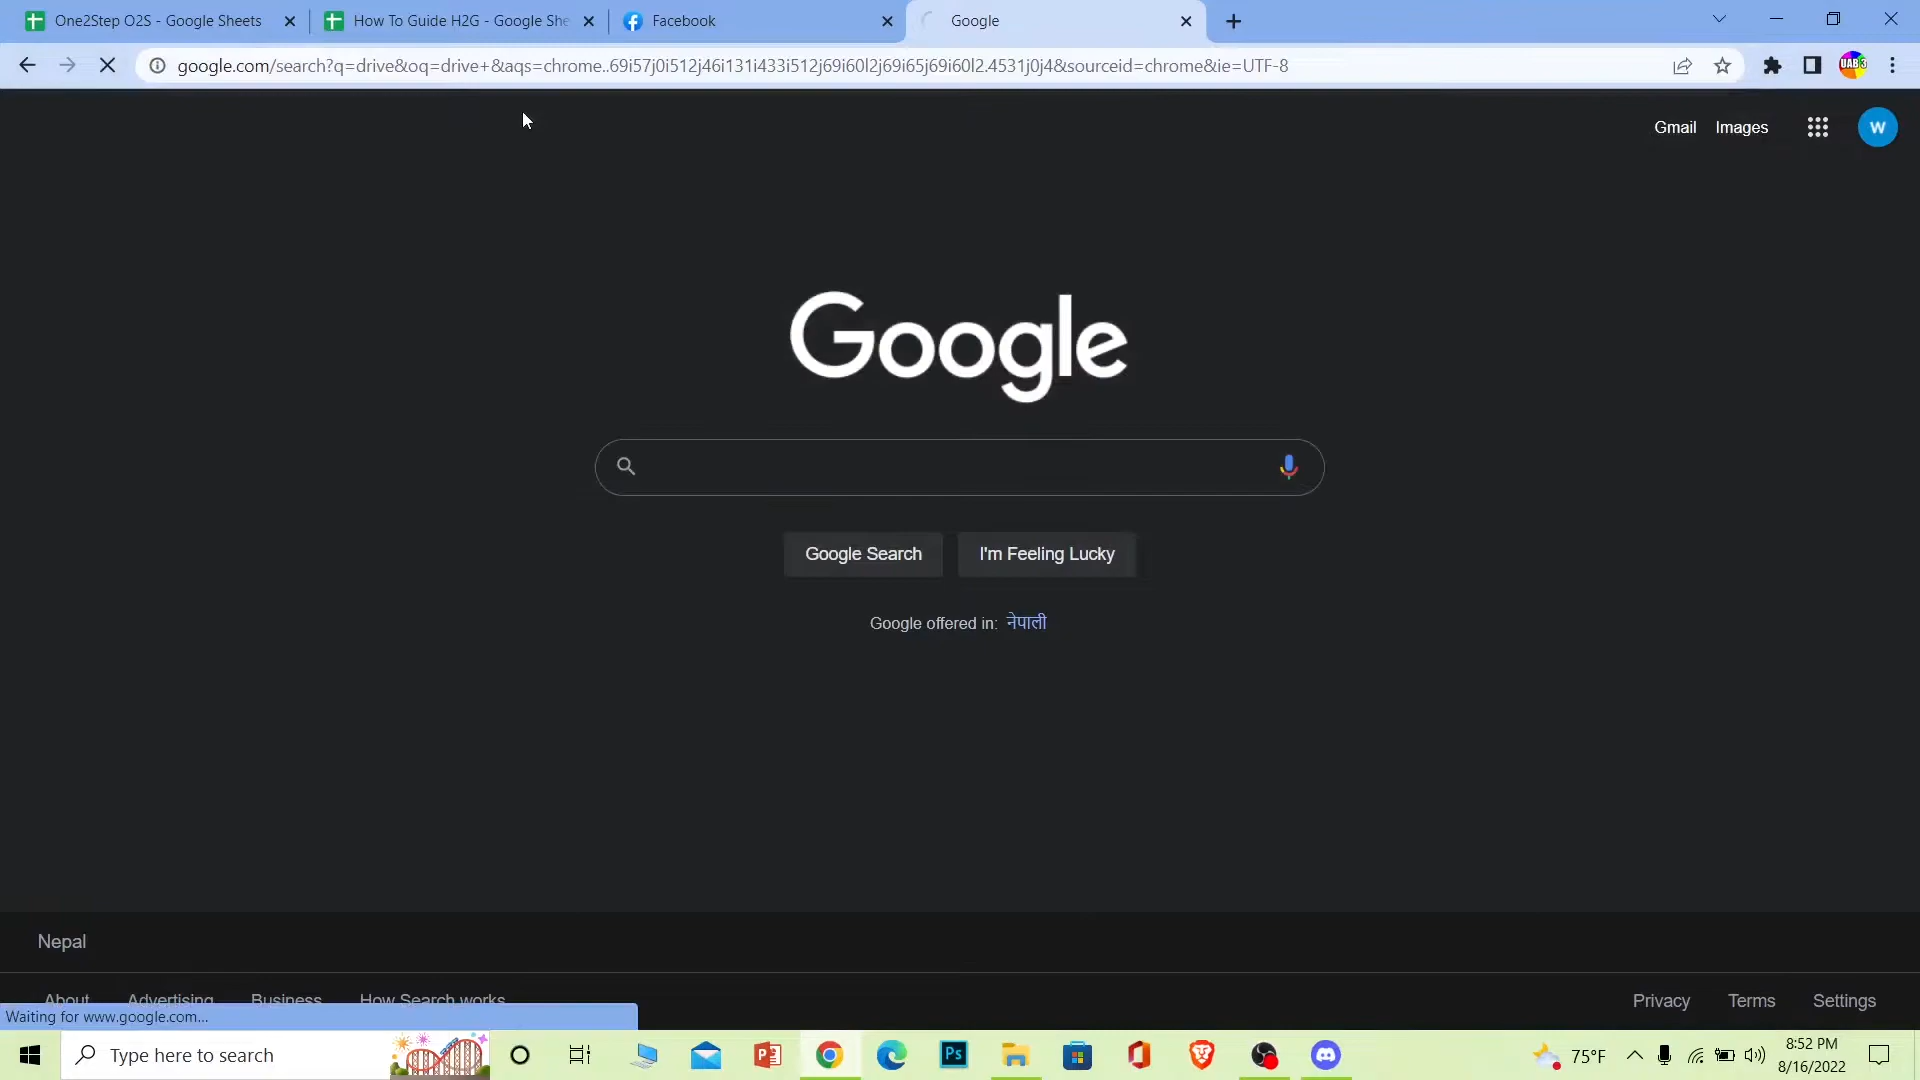 One2Step O2S - Google Sheets
How To Guide H2G - Google She
Facebook
Google
google.com/search?q=drive&oq=drive+&aqs=chrome..69i57j0i512j46i131i433i512j69i60l2j69i65j69i60l2.4531j0j4&sourceid=chrome&ie=UTF-8
UAB 3
Gmail Images
W
Google
Google Search
I'm Feeling Lucky
Google offered in: नेपाली
Nepal
About Advertising Business How Search works
Privacy Terms Settings
Waiting for www.google.com...
Type here to search
Ps
75°F
8:52 PM
8/16/2022